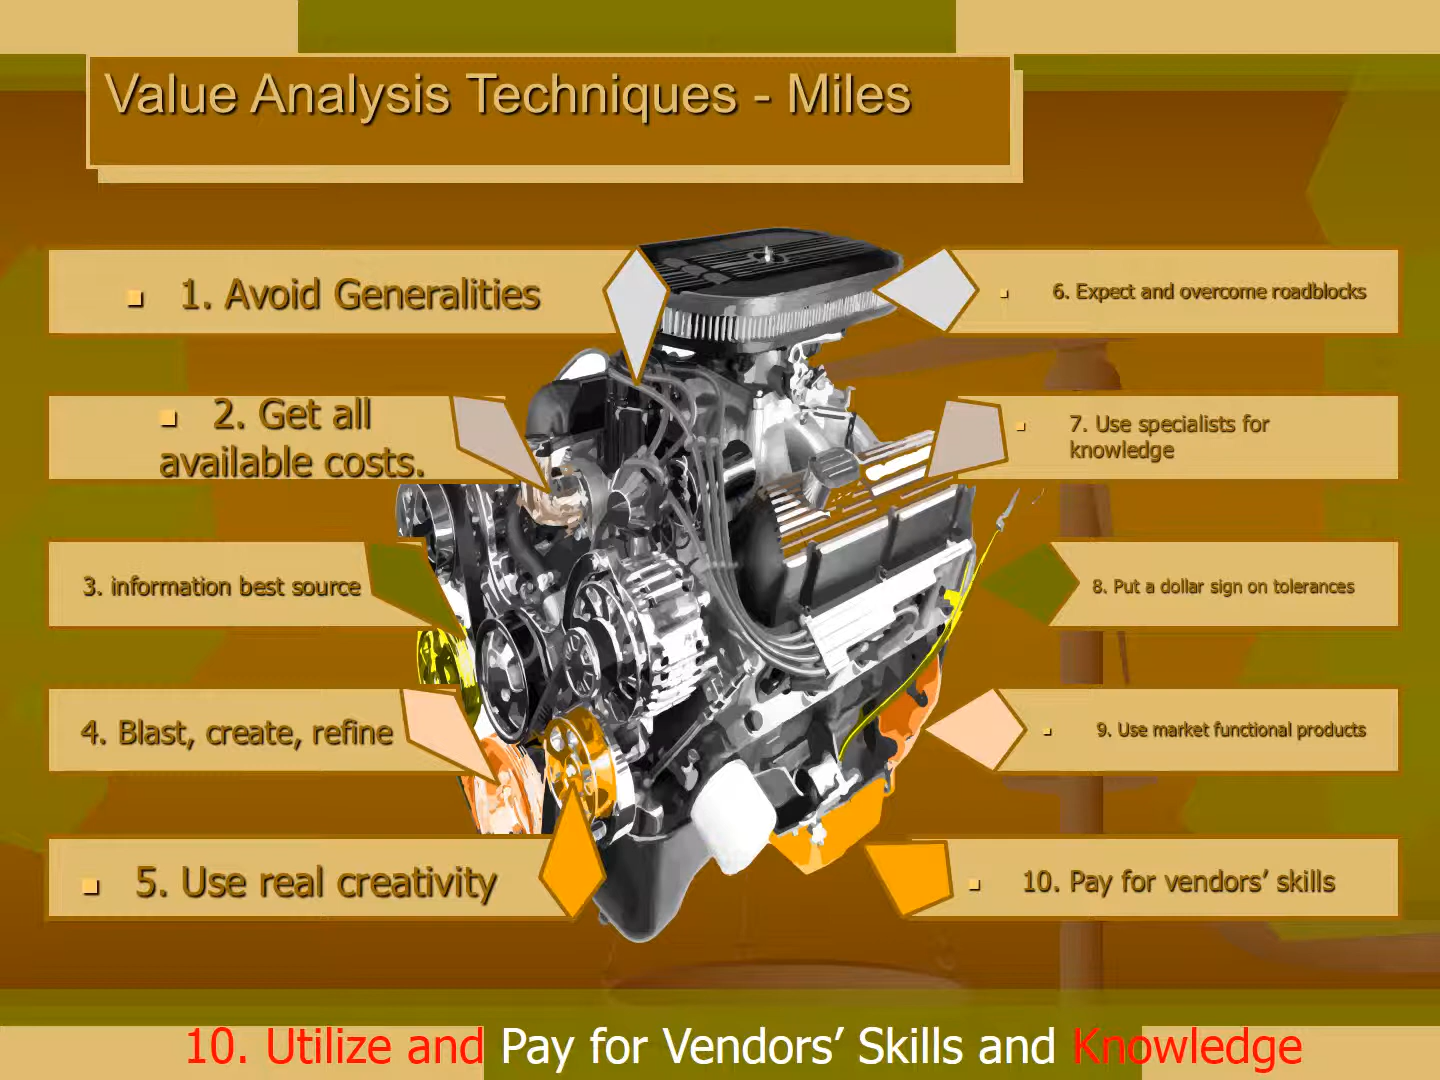 Value Analysis Techniques - Miles
1. Avoid Generalities
2. Get all
available costs.
3. information best source
4. Blast, create, refine
5. Use real creativity
6. Expect and overcome roadblocks
7. Use specialists for
knowledge
8. Put a dollar sign on tolerances
9. Use market functional products
10. Pay for vendors’ skills
10. Utilize and Pay for Vendors’ Skills and Knowledge